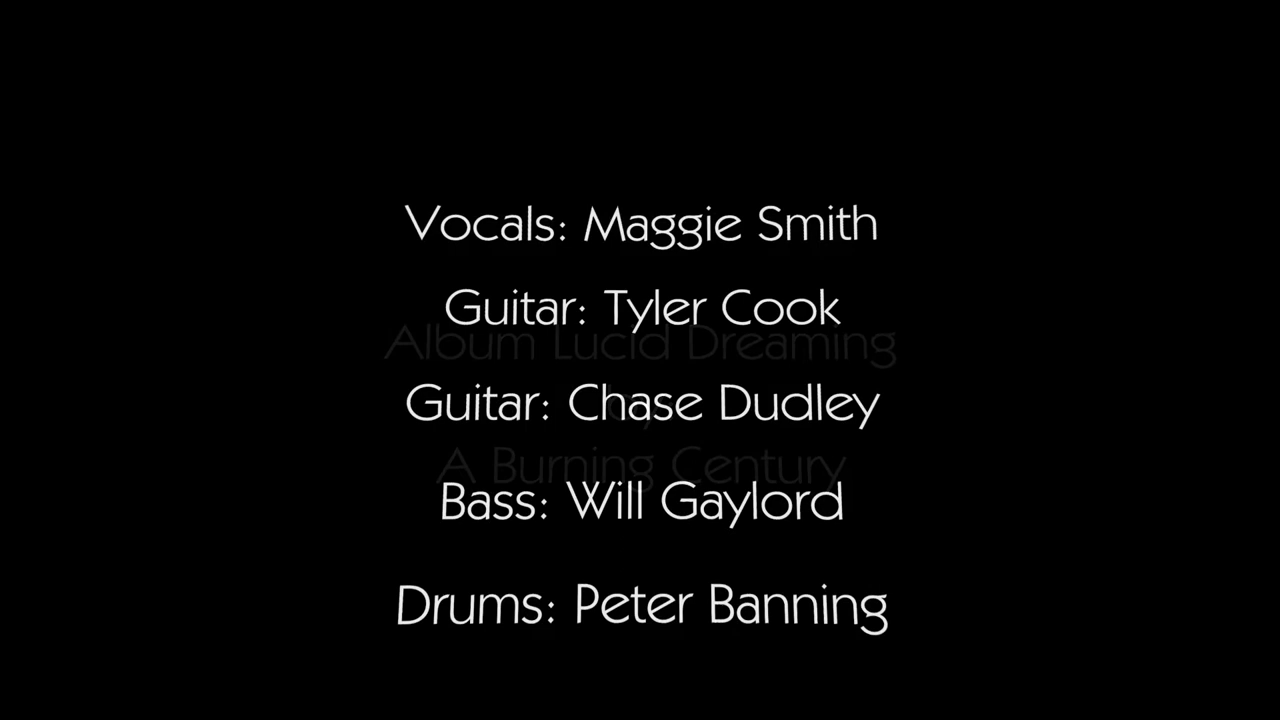 Vocals: Maggie Smith
Guitar: Tyler Cook
Album Lucid Dreaming
Guitar: Chase Dudley
A Burning Century
Bass: Will Gaylord
Drums: Peter Banning